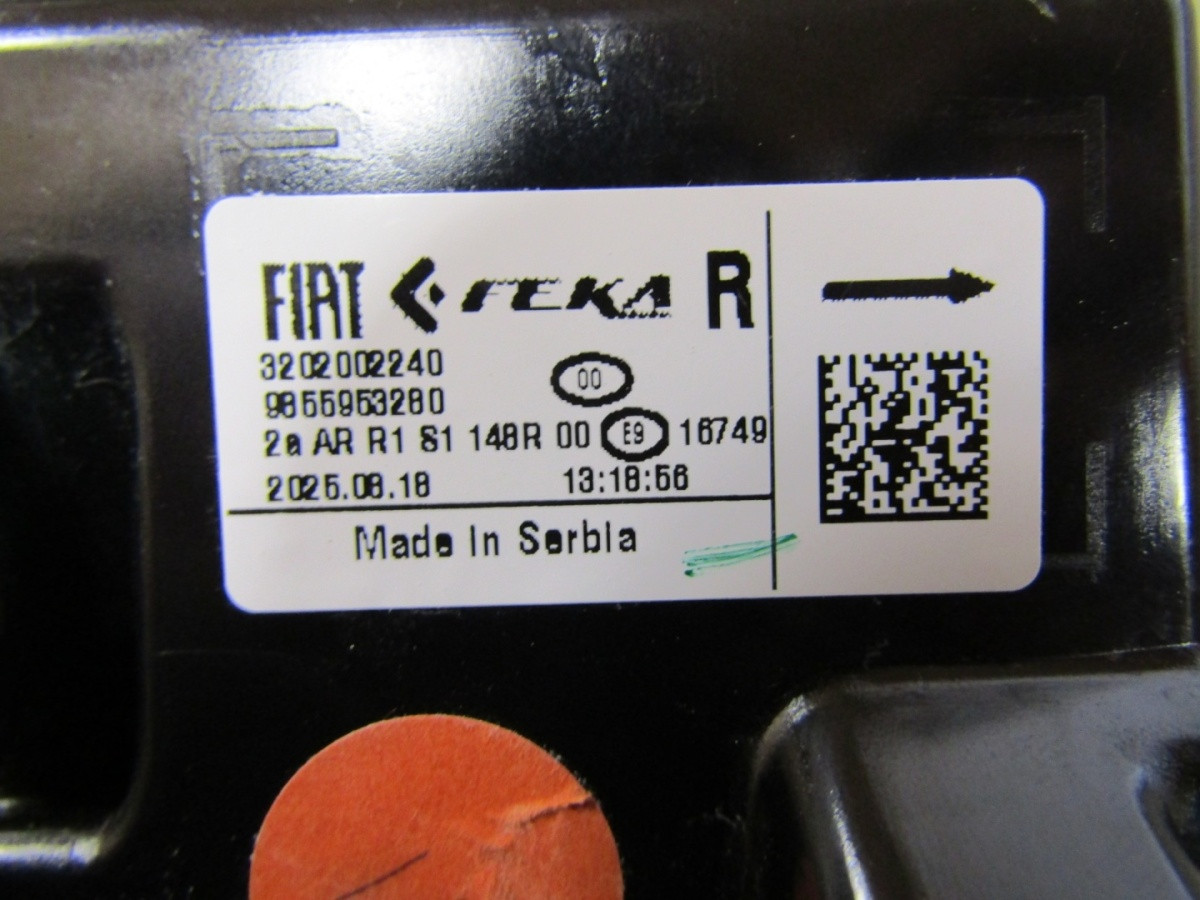 FIAT FEKA R
3202002240
00
9855953280
2a AR R1 S1 148R 00 E9 16749
2025.08.18 13:18:56
Made In Serbia